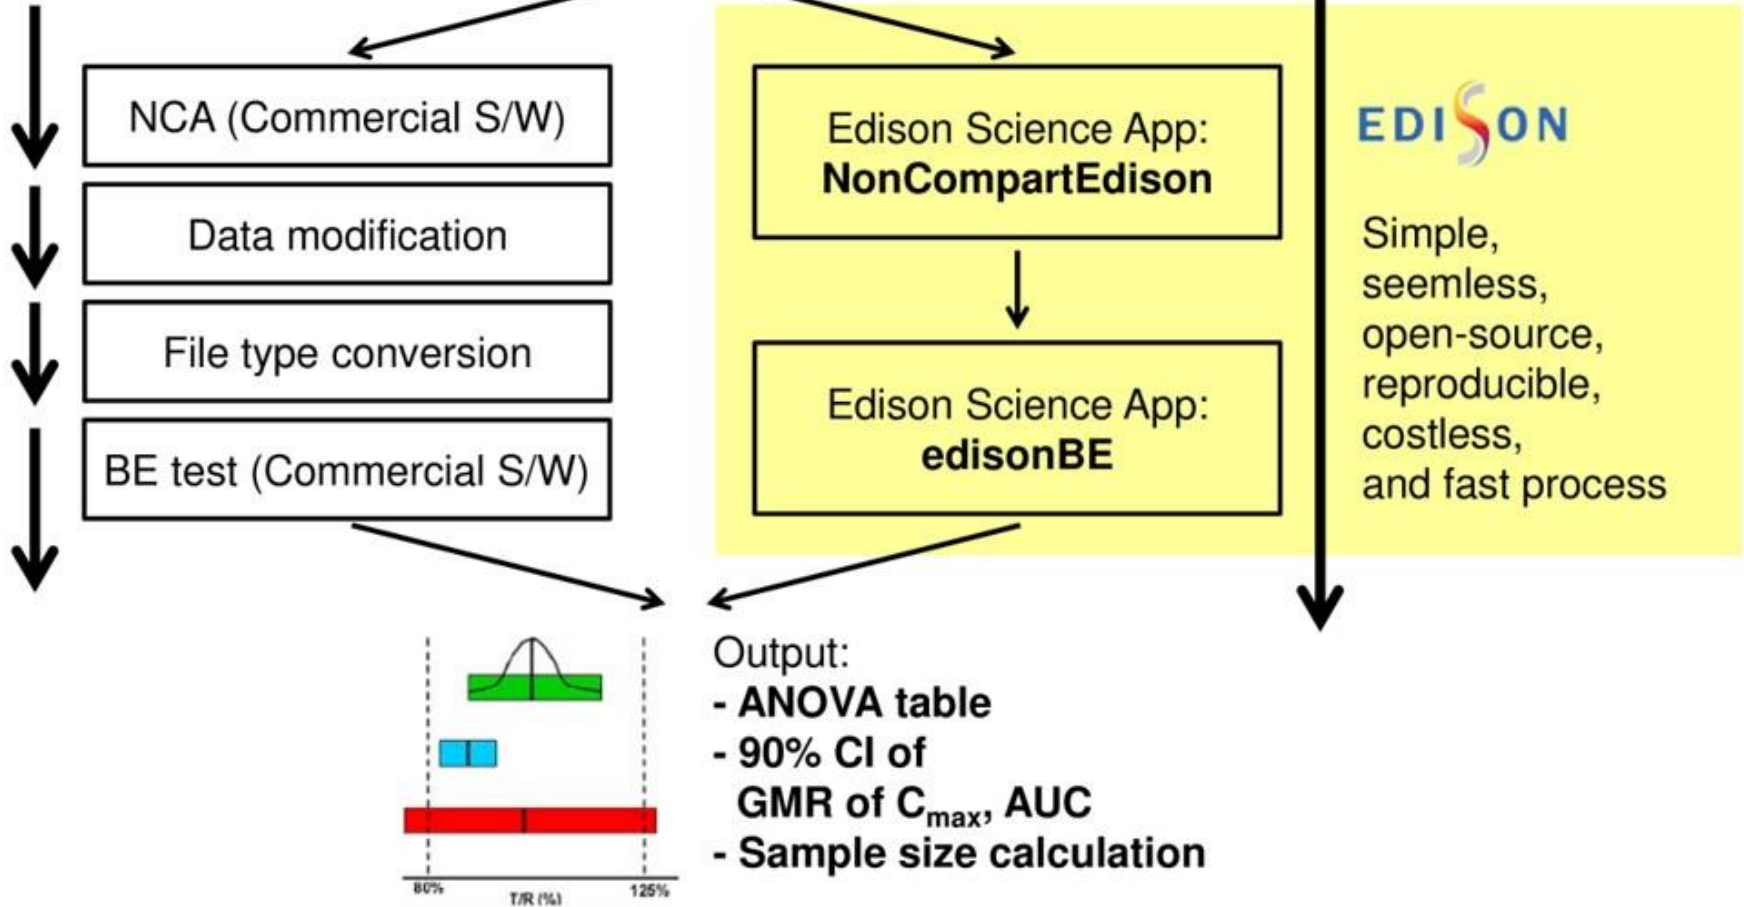 NCA (Commercial S/W)
Data modification
File type conversion
BE test (Commercial S/W)
Edison Science App:
NonCompartEdison
Edison Science App:
edisonBE
EDISON
Simple,
seemless,
open-source,
reproducible,
costless,
and fast process
Output:
- ANOVA table
- 90% CI of
GMR of Cmax, AUC
- Sample size calculation
80%
T/R (%)
125%